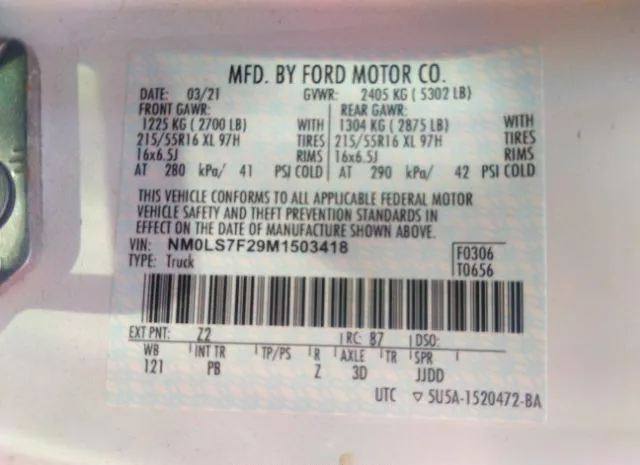 MFD. BY FORD MOTOR CO.
DATE: 03/21 GVWR: 2405 KG ( 5302 LB)
FRONT GAWR: REAR GAWR:
1225 KG ( 2700 LB) WITH 1304 KG ( 2875 LB) WITH
215/55R16 XL 97H TIRES 215/55R16 XL 97H TIRES
16x6.5J RIMS 16x6.5J RIMS
AT 280 kPa/ 41 PSI COLD AT 290 kPa/ 42 PSI COLD
THIS VEHICLE CONFORMS TO ALL APPLICABLE FEDERAL MOTOR
VEHICLE SAFETY AND THEFT PREVENTION STANDARDS IN
EFFECT ON THE DATE OF MANUFACTURE SHOWN ABOVE.
VIN: NM0LS7F29M1503418
TYPE: Truck
F0306
T0656
EXT PNT: Z2 RC: 87 DSO:
WB INT TR TP/PS R AXLE TR SPR
121 PB Z 3D JJDD
UTC ▽ 5U5A-1520472-BA